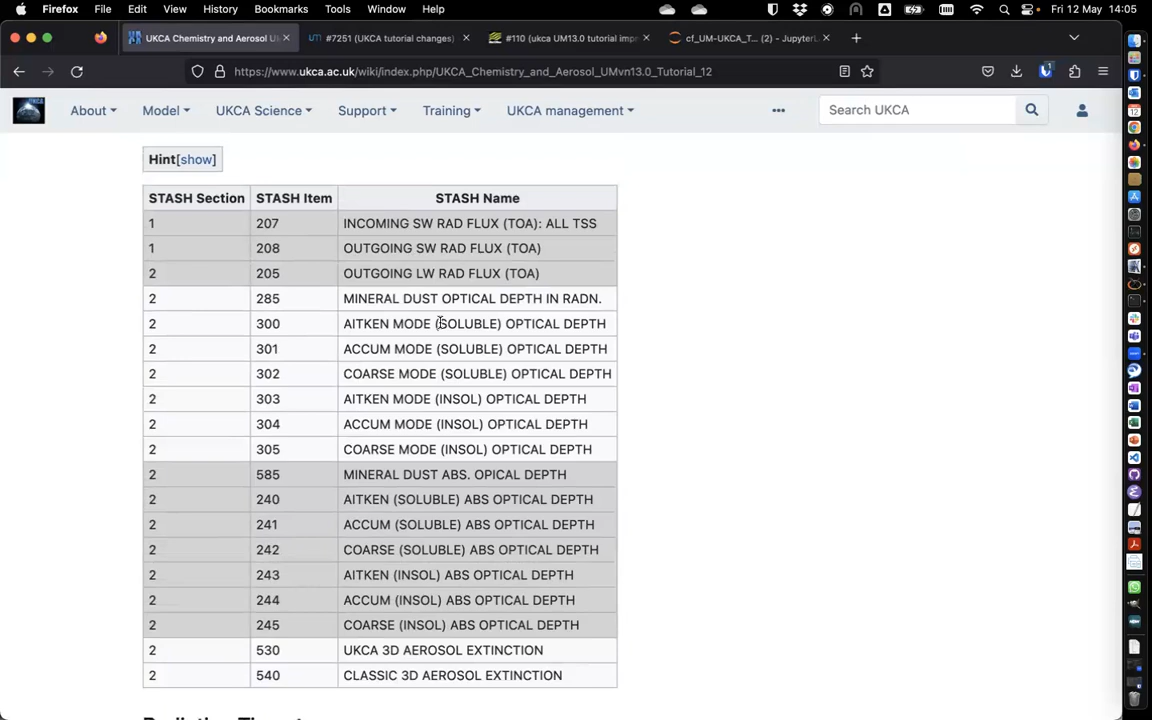 Firefox File Edit View History Bookmarks Tools Window Help Fri 12 May 14:05
UKCA Chemistry and Aerosol U #7251 (UKCA tutorial changes) #110 (ukca UM13.0 tutorial imp cf_UM-UKCA_T... (2) - JupyterL
https://www.ukca.ac.uk/wiki/index.php/UKCA_Chemistry_and_Aerosol_UMvn13.0_Tutorial_12
About Model UKCA Science Support Training UKCA management ••• Search UKCA
Hint[show]
STASH Section STASH Item STASH Name
1 207 INCOMING SW RAD FLUX (TOA): ALL TSS
1 208 OUTGOING SW RAD FLUX (TOA)
2 205 OUTGOING LW RAD FLUX (TOA)
2 285 MINERAL DUST OPTICAL DEPTH IN RADN.
2 300 AITKEN MODE (SOLUBLE) OPTICAL DEPTH
2 301 ACCUM MODE (SOLUBLE) OPTICAL DEPTH
2 302 COARSE MODE (SOLUBLE) OPTICAL DEPTH
2 303 AITKEN MODE (INSOL) OPTICAL DEPTH
2 304 ACCUM MODE (INSOL) OPTICAL DEPTH
2 305 COARSE MODE (INSOL) OPTICAL DEPTH
2 585 MINERAL DUST ABS. OPICAL DEPTH
2 240 AITKEN (SOLUBLE) ABS OPTICAL DEPTH
2 241 ACCUM (SOLUBLE) ABS OPTICAL DEPTH
2 242 COARSE (SOLUBLE) ABS OPTICAL DEPTH
2 243 AITKEN (INSOL) ABS OPTICAL DEPTH
2 244 ACCUM (INSOL) ABS OPTICAL DEPTH
2 245 COARSE (INSOL) ABS OPTICAL DEPTH
2 530 UKCA 3D AEROSOL EXTINCTION
2 540 CLASSIC 3D AEROSOL EXTINCTION